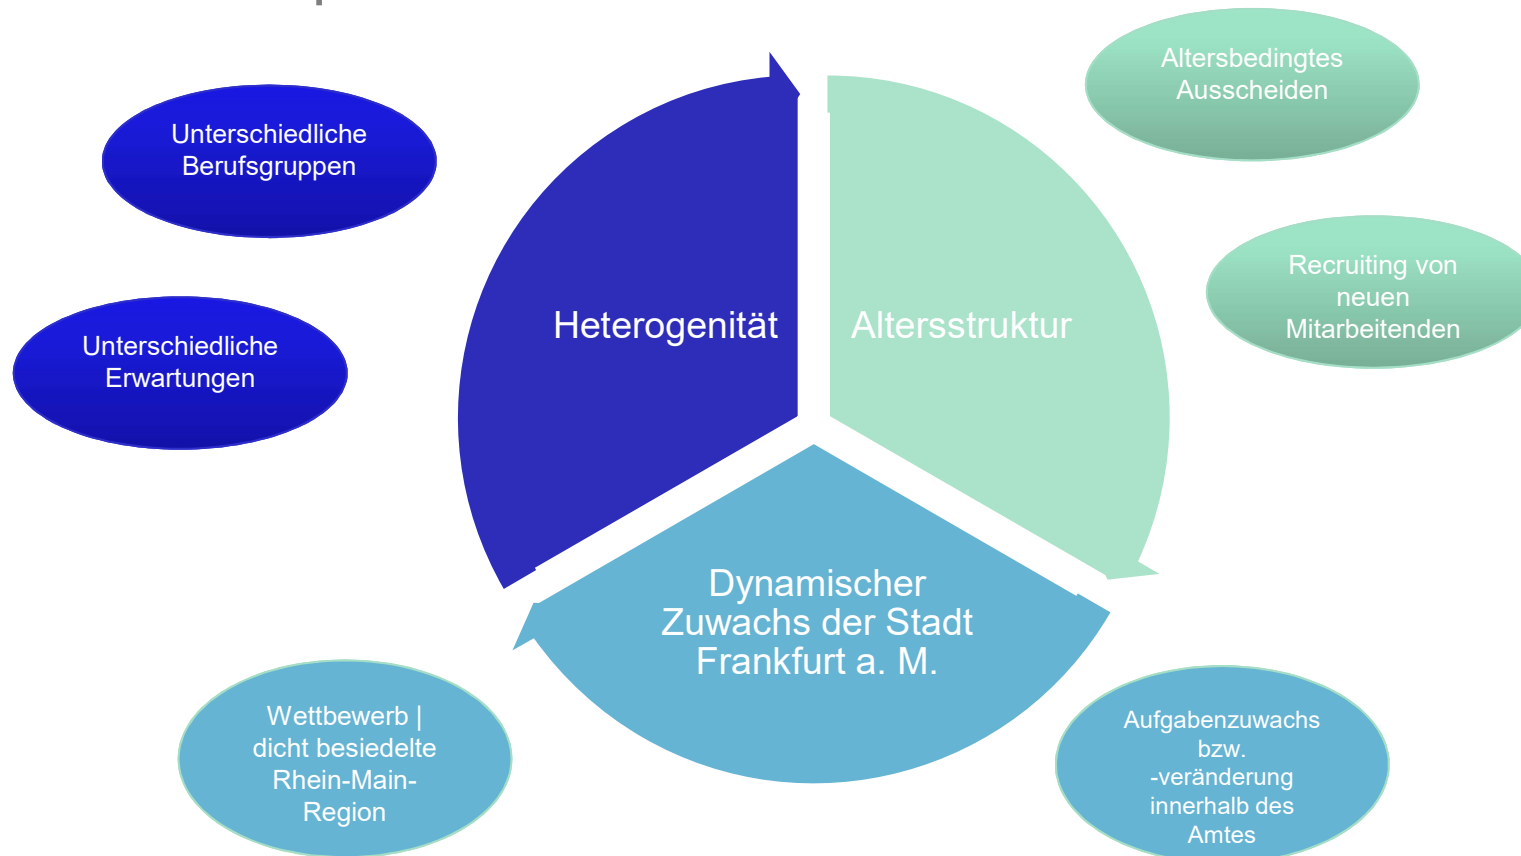 Unterschiedliche
Berufsgruppen
Unterschiedliche
Erwartungen
Heterogenität
Altersstruktur
Altersbedingtes
Ausscheiden
Recruiting von
neuen
Mitarbeitenden
Dynamischer
Zuwachs der Stadt
Frankfurt a. M.
Wettbewerb |
dicht besiedelte
Rhein-Main-
Region
Aufgabenzuwachs
bzw.
-veränderung
innerhalb des
Amtes